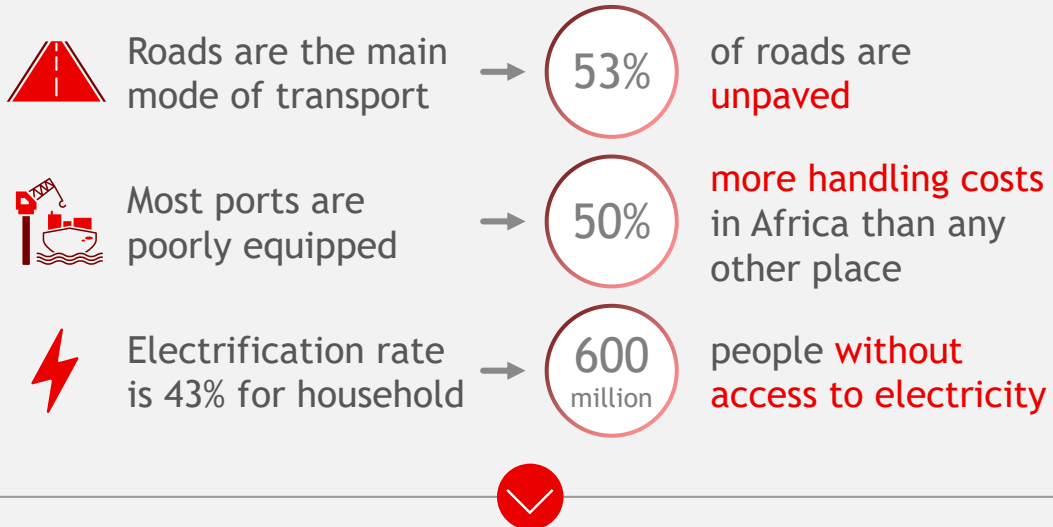 Roads are the main
mode of transport
53%
of roads are
unpaved
Most ports are
poorly equipped
50%
more handling costs
in Africa than any
other place
Electrification rate
is 43% for household
600
million
people without
access to electricity